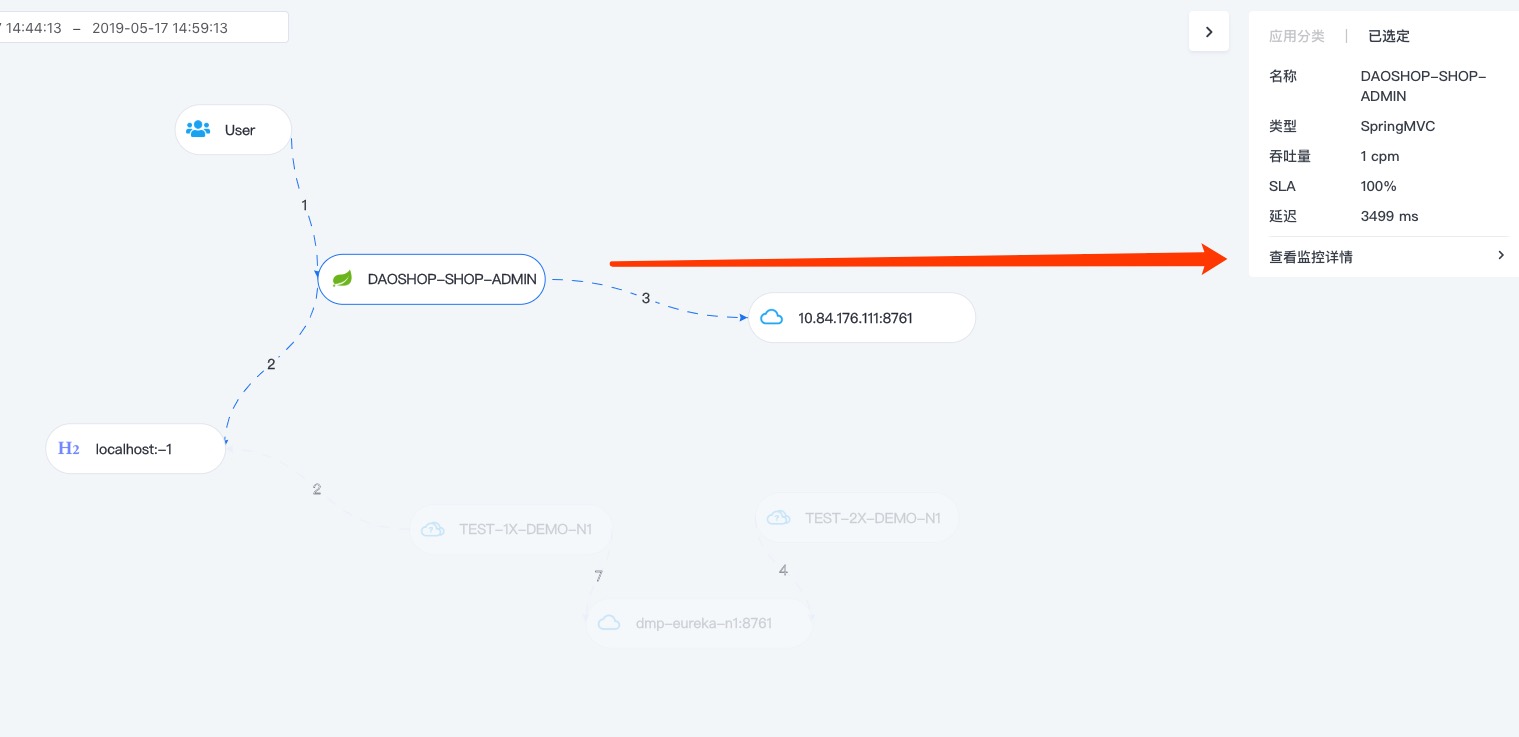 14:44:13 – 2019-05-17 14:59:13
应用分类 | 已选定
名称 DAOSHOP-SHOP-
ADMIN
类型 SpringMVC
吞吐量 1 cpm
SLA 100%
延迟 3499 ms
查看监控详情
User
1
DAOSHOP-SHOP-ADMIN
3
10.84.176.111:8761
2
H2 localhost:-1
2
TEST-1X-DEMO-N1
TEST-2X-DEMO-N1
7
4
dmp-eureka-n1:8761